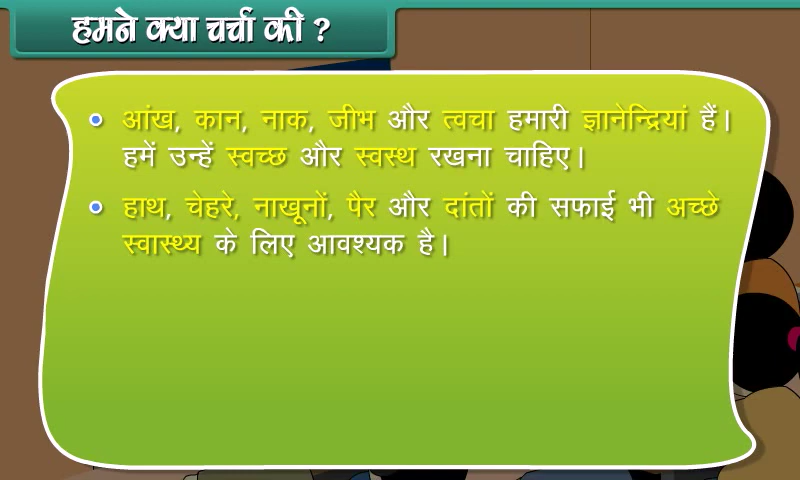 हमने क्या चर्चा की ?
आंख, कान, नाक, जीभ और त्वचा हमारी ज्ञानेन्द्रियां हैं।
हमें उन्हें स्वच्छ और स्वस्थ रखना चाहिए।
हाथ, चेहरे, नाखूनों, पैर और दांतों की सफाई भी अच्छे
स्वास्थ्य के लिए आवश्यक है।